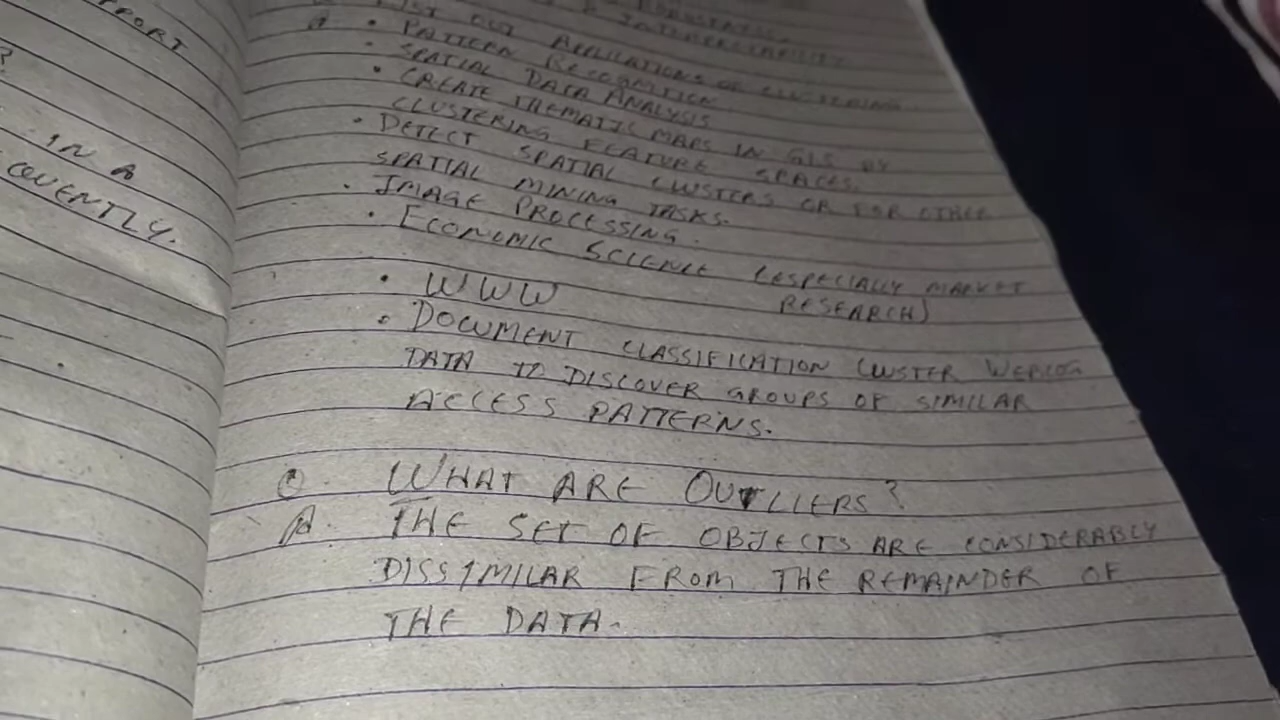 PPORT
IN A
QUENTLY.
LIST OUT APPLICATIONS OF CLUSTERING
A • PATTERN RECOGNITION
• SPATIAL DATA ANALYSIS
• CREATE THEMATIC MAPS IN GIS BY
CLUSTERING FEATURE SPACES.
• DETECT SPATIAL CLUSTERS OR FOR OTHER
SPATIAL MINING TASKS.
• IMAGE PROCESSING.
• ECONOMIC SCIENCE (ESPECIALLY MARKET
RESEARCH)
• WWW
• DOCUMENT CLASSIFICATION CLUSTER WEBLOG
DATA TO DISCOVER GROUPS OF SIMILAR
ACCESS PATTERNS.
Q. WHAT ARE OUTLIERS?
A. THE SET OF OBJECTS ARE CONSIDERABLY
DISSIMILAR FROM THE REMAINDER OF
THE DATA.